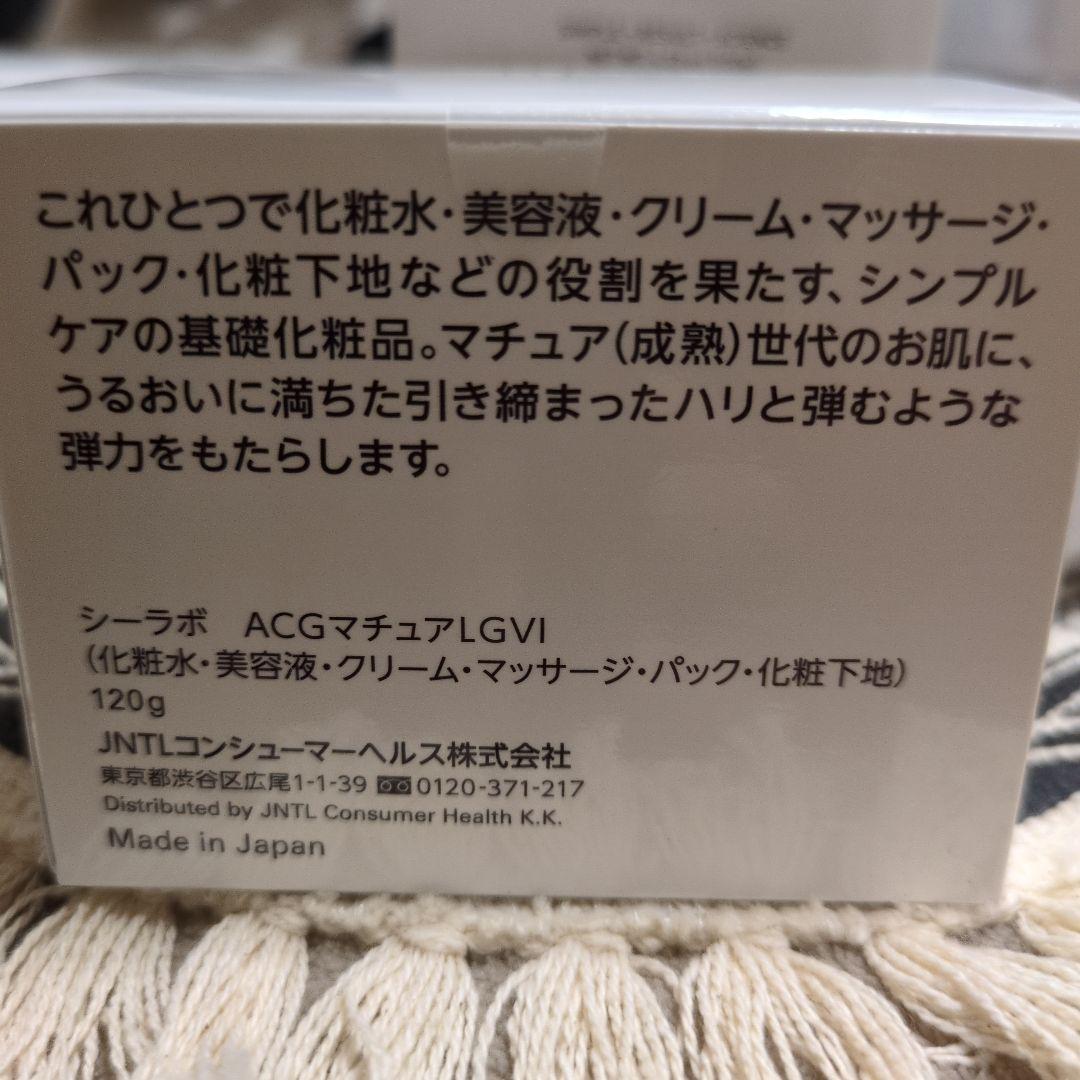 これひとつで化粧水・美容液・クリーム・マッサージ・
パック・化粧下地などの役割を果たす、シンプル
ケアの基礎化粧品。マチュア(成熟)世代のお肌に、
うるおいに満ちた引き締まったハリと弾むような
弾力をもたらします。
シーラボ ACGマチュアLGVI
(化粧水・美容液・クリーム・マッサージ・パック・化粧下地)
120g
JNTLコンシューマーヘルス株式会社
東京都渋谷区広尾1-1-39 0120-371-217
Distributed by JNTL Consumer Health K.K.
Made in Japan